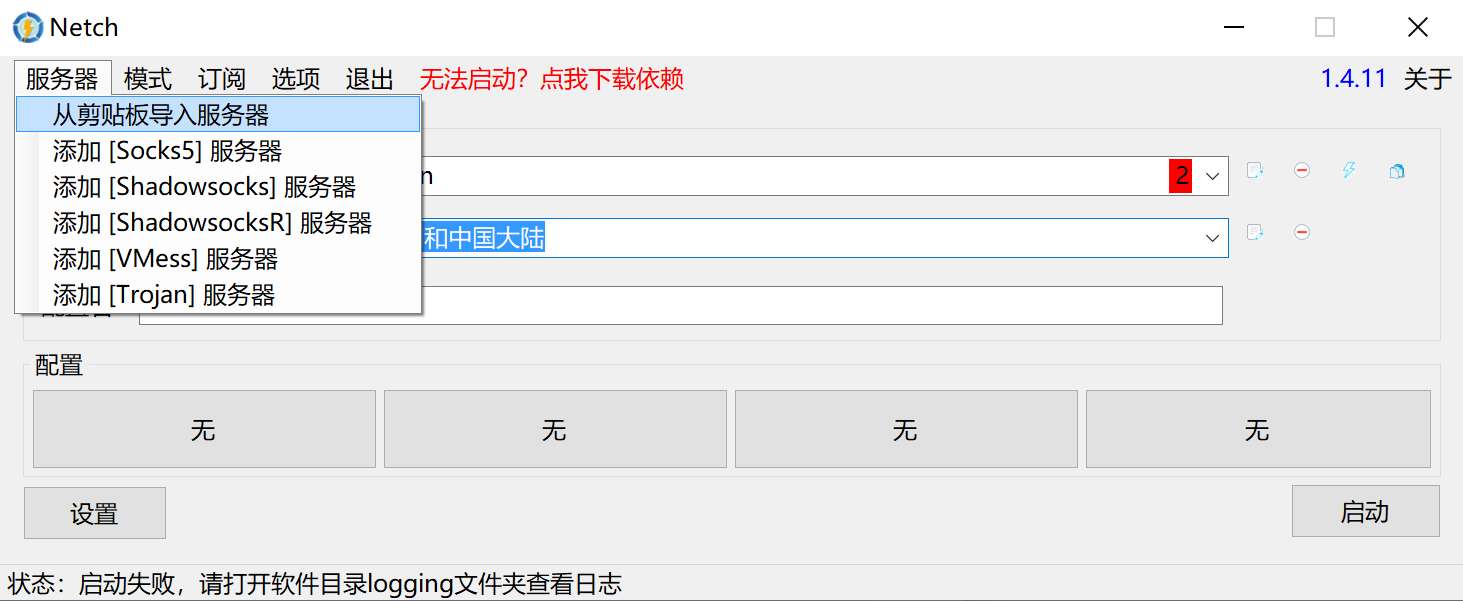 Netch
服务器 模式 订阅 选项 退出 无法启动？点我下载依赖 1.4.11 关于
从剪贴板导入服务器
添加 [Socks5] 服务器
n 2
添加 [Shadowsocks] 服务器
添加 [ShadowsocksR] 服务器
和中国大陆
添加 [VMess] 服务器
添加 [Trojan] 服务器
配置
无 无 无 无
设置 启动
状态：启动失败，请打开软件目录logging文件夹查看日志